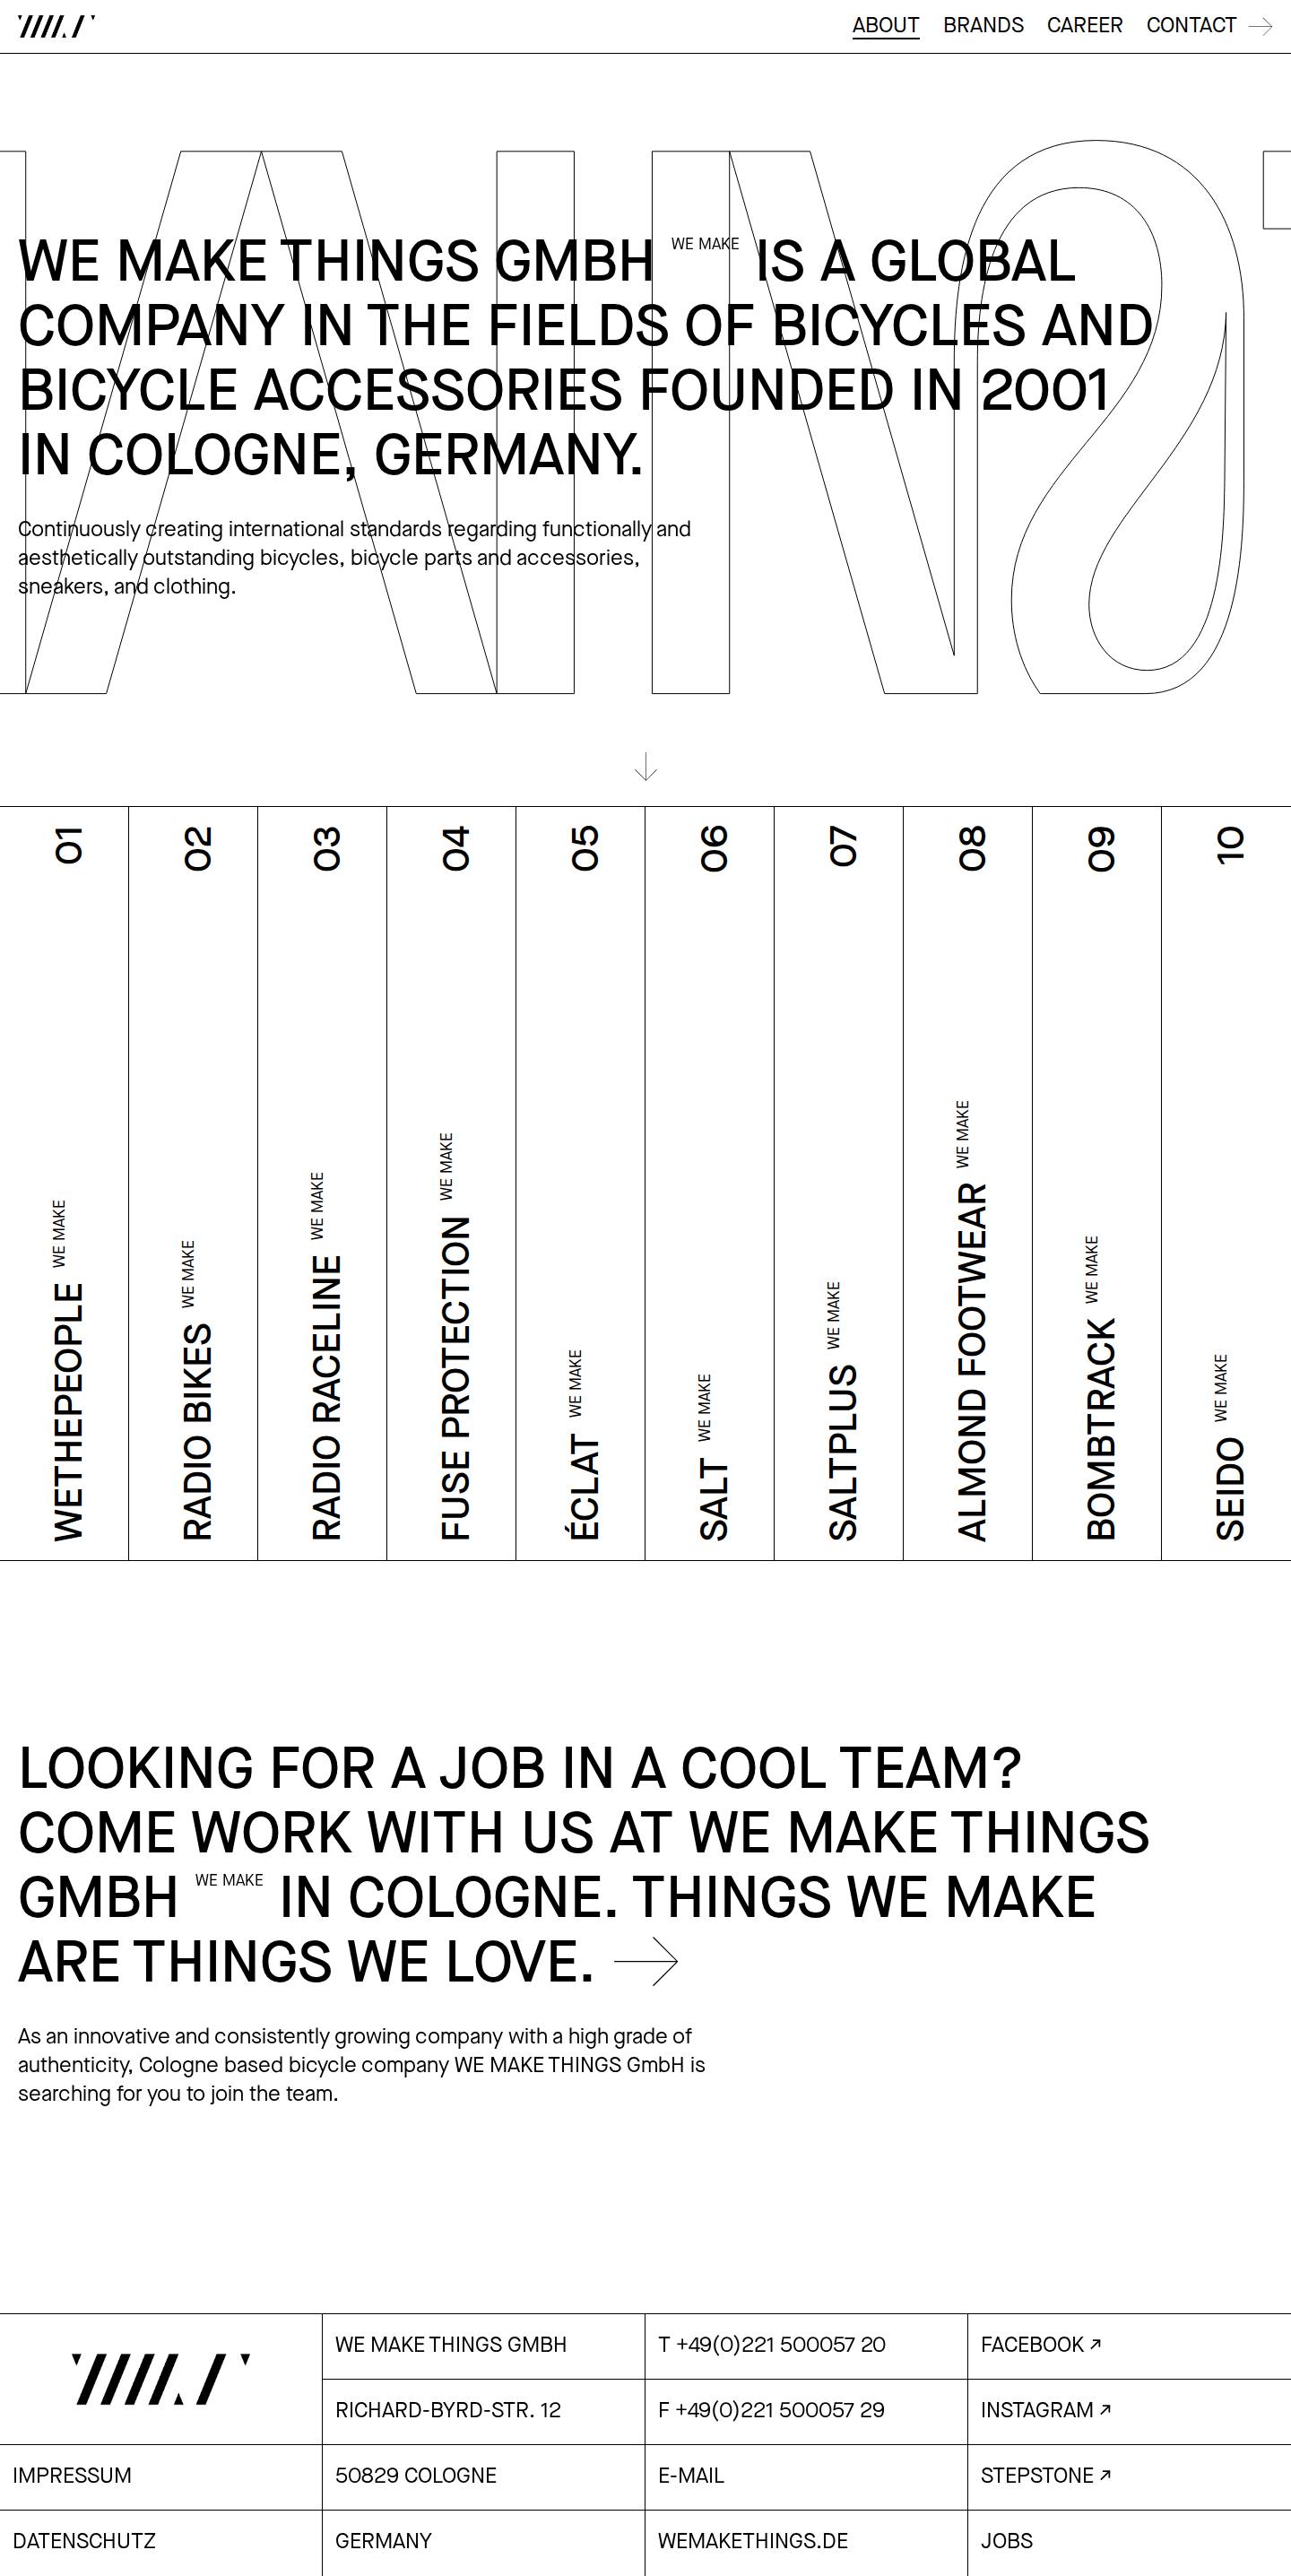 ABOUT BRANDS CAREER CONTACT
WE MAKE THINGS GMBH WE MAKE IS A GLOBAL
COMPANY IN THE FIELDS OF BICYCLES AND
BICYCLE ACCESSORIES FOUNDED IN 2001
IN COLOGNE, GERMANY.
Continuously creating international standards regarding functionally and
aesthetically outstanding bicycles, bicycle parts and accessories,
sneakers, and clothing.
01
WETHEPEOPLE WE MAKE
02
RADIO BIKES WE MAKE
03
RADIO RACELINE WE MAKE
04
FUSE PROTECTION WE MAKE
05
ÉCLAT WE MAKE
06
SALT WE MAKE
07
SALTPLUS WE MAKE
08
ALMOND FOOTWEAR WE MAKE
09
BOMBTRACK WE MAKE
10
SEIDO WE MAKE
LOOKING FOR A JOB IN A COOL TEAM?
COME WORK WITH US AT WE MAKE THINGS
GMBH WE MAKE IN COLOGNE. THINGS WE MAKE
ARE THINGS WE LOVE.
As an innovative and consistently growing company with a high grade of
authenticity, Cologne based bicycle company WE MAKE THINGS GmbH is
searching for you to join the team.
WE MAKE THINGS GMBH
T +49(0)221 500057 20
FACEBOOK
RICHARD-BYRD-STR. 12
F +49(0)221 500057 29
INSTAGRAM
IMPRESSUM
50829 COLOGNE
E-MAIL
STEPSTONE
DATENSCHUTZ
GERMANY
WEMAKETHINGS.DE
JOBS